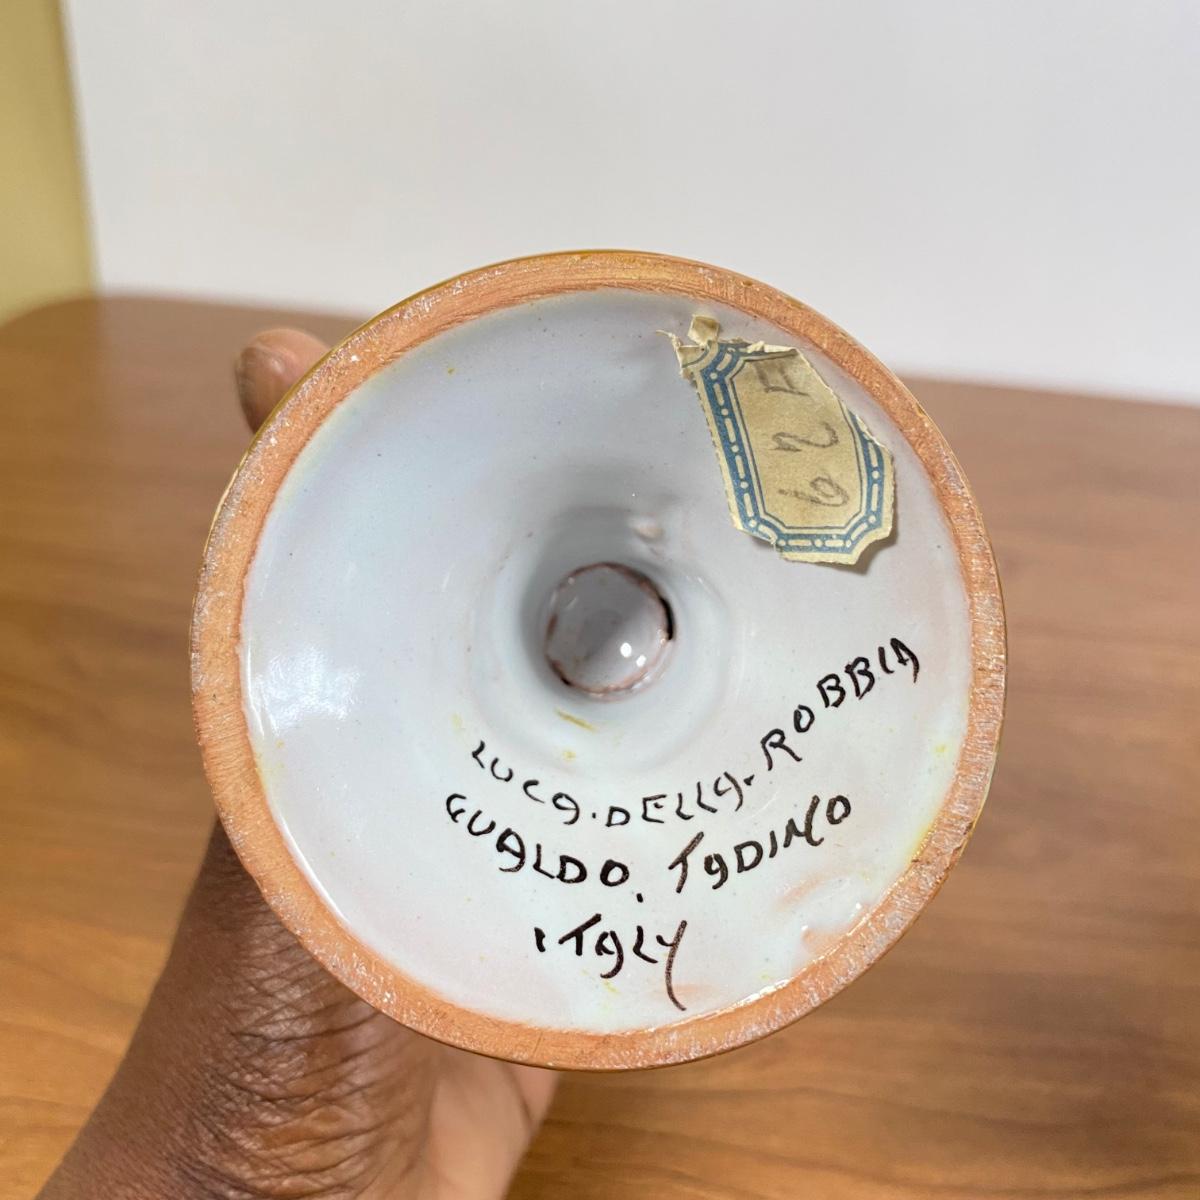 LUCA. DELLA. ROBBIA
GUALDO. TADINO
ITALY